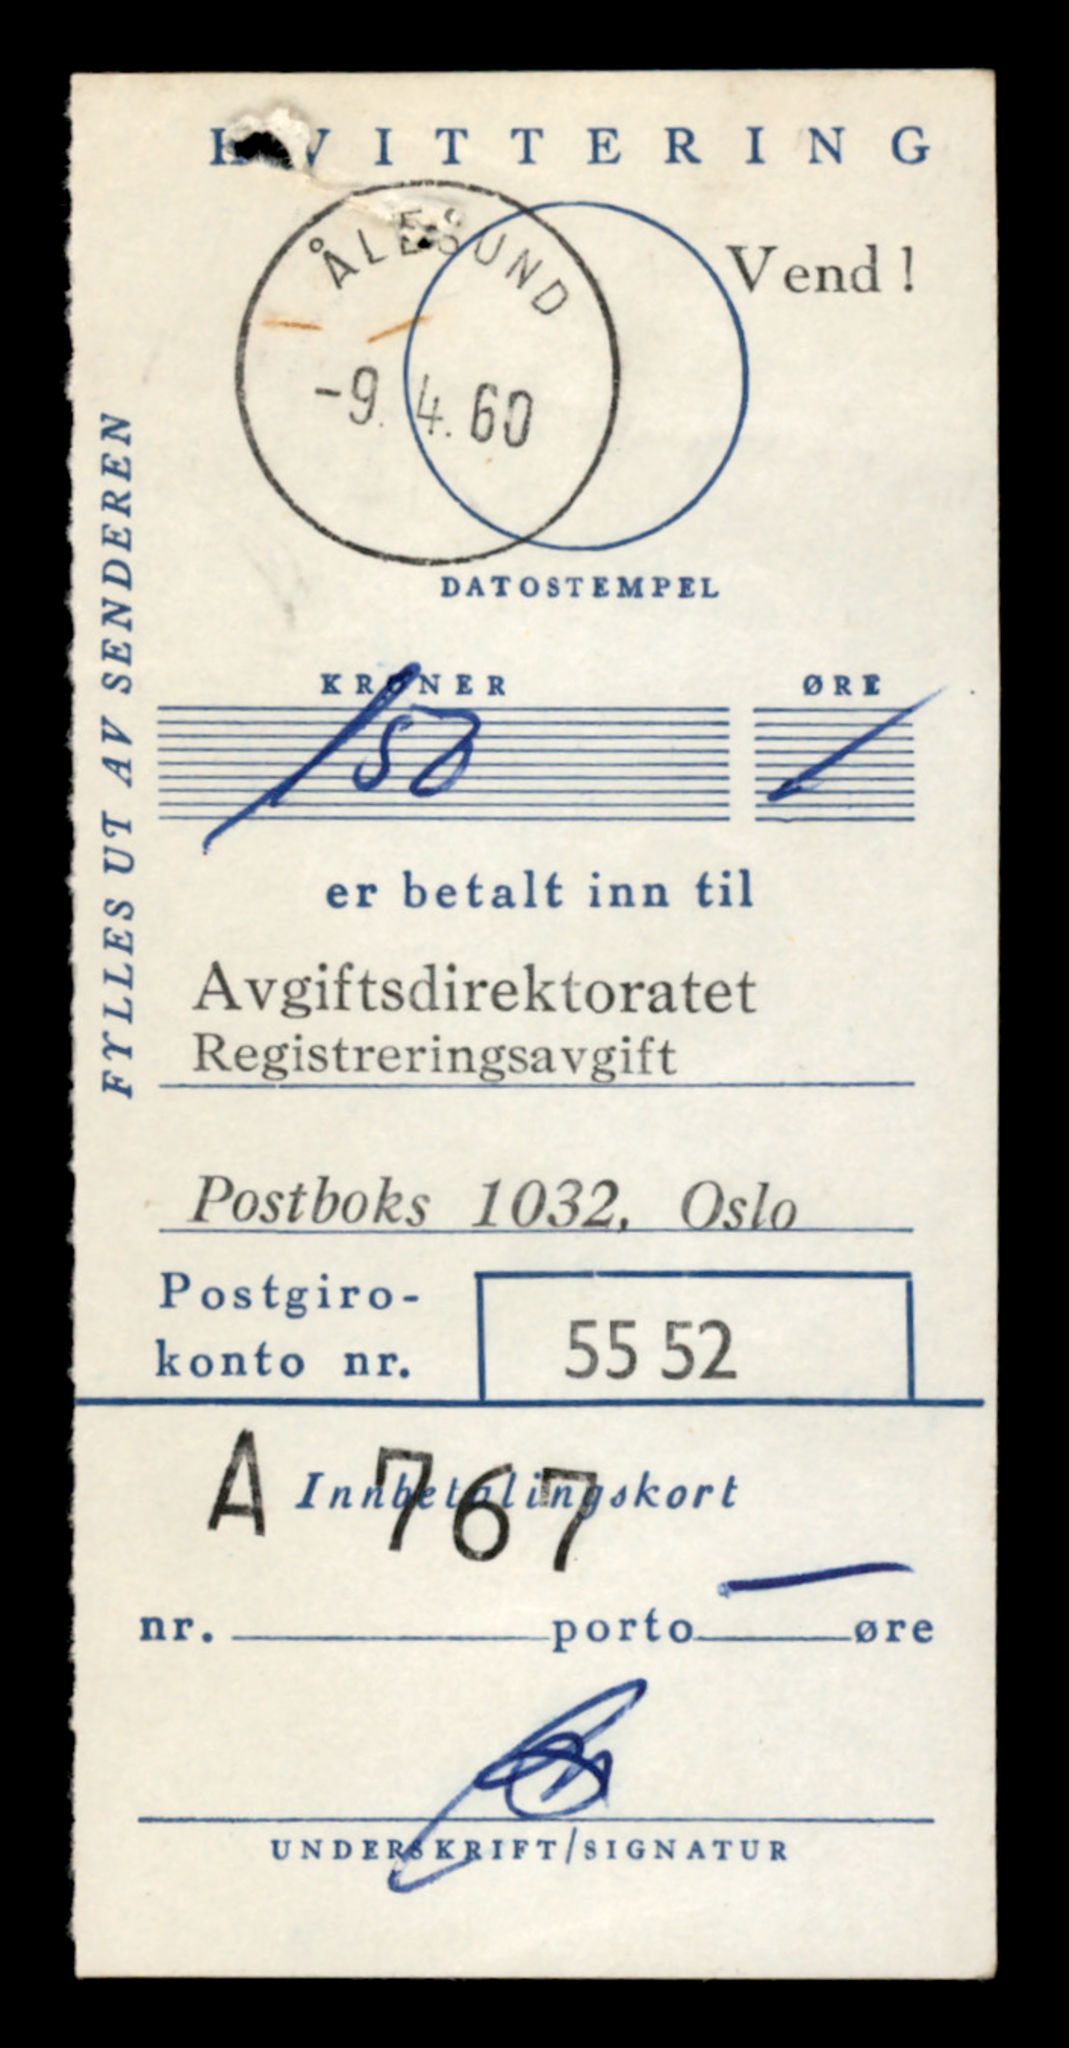 KVITTERING
ÅLESUND
Vend !
-9. 4. 60
DATOSTEMPEL
FYLLES UT AV SENDEREN
KRONER ØRE
150 —
er betalt inn til
Avgiftsdirektoratet
Registreringsavgift
Postboks 1032, Oslo
Postgiro-
konto nr. 55 52
A 767
Innbetalingskort
nr. porto — øre
UNDERSKRIFT/SIGNATUR